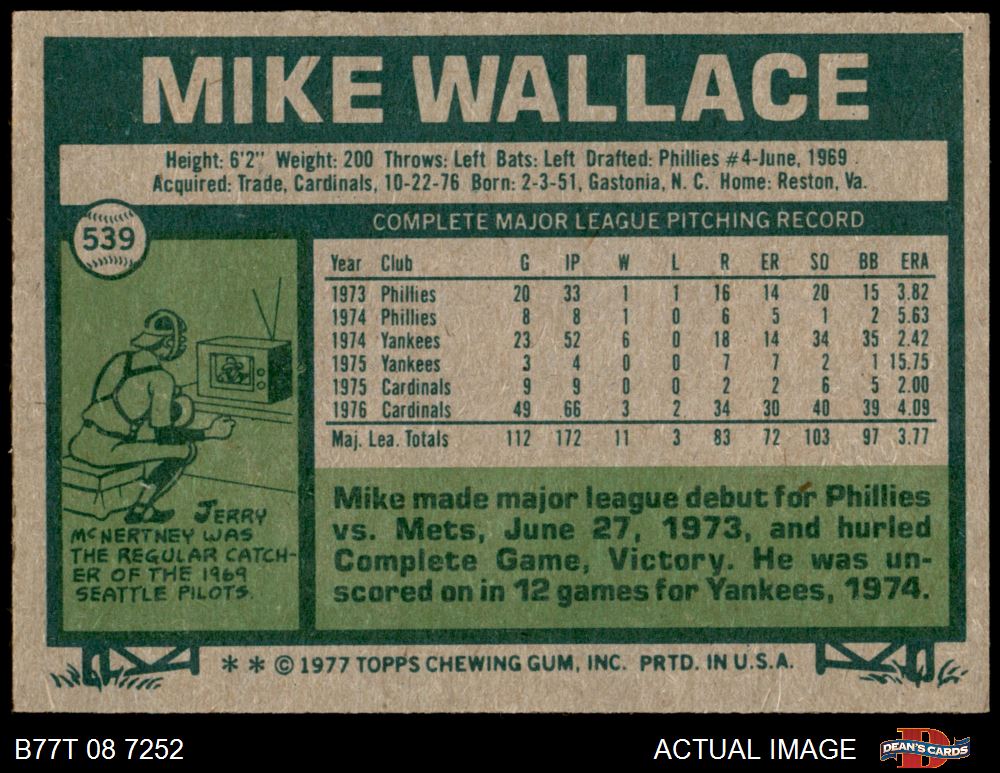 MIKE WALLACE
Height: 6'2" Weight: 200 Throws: Left Bats: Left Drafted: Phillies #4-June, 1969
Acquired: Trade, Cardinals, 10-22-76 Born: 2-3-51, Gastonia, N. C. Home: Reston, Va.
539
COMPLETE MAJOR LEAGUE PITCHING RECORD
Year Club G IP W L R ER SO BB ERA
1973 Phillies 20 33 1 1 16 14 20 15 3.82
1974 Phillies 8 8 1 0 6 5 1 2 5.63
1974 Yankees 23 52 6 0 18 14 34 35 2.42
1975 Yankees 3 4 0 0 7 7 2 1 15.75
1975 Cardinals 9 9 0 0 2 2 6 5 2.00
1976 Cardinals 49 66 3 2 34 30 40 39 4.09
Maj. Lea. Totals 112 172 11 3 83 72 103 97 3.77
JERRY
MCNERTNEY WAS
THE REGULAR CATCH-
ER OF THE 1969
SEATTLE PILOTS.
Mike made major league debut for Phillies
vs. Mets, June 27, 1973, and hurled
Complete Game, Victory. He was un-
scored on in 12 games for Yankees, 1974.
* * © 1977 TOPPS CHEWING GUM, INC. PRTD. IN U.S.A.
B77T 08 7252
ACTUAL IMAGE
DEAN'S CARDS